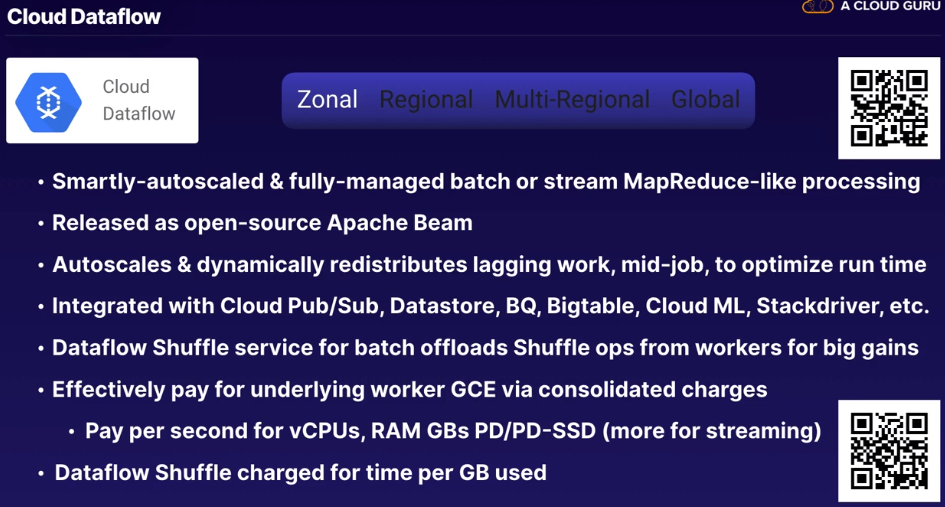 Cloud Dataflow
A CLOUD GURU
Cloud
Dataflow
Zonal Regional Multi-Regional Global
• Smartly-autoscaled & fully-managed batch or stream MapReduce-like processing
• Released as open-source Apache Beam
• Autoscales & dynamically redistributes lagging work, mid-job, to optimize run time
• Integrated with Cloud Pub/Sub, Datastore, BQ, Bigtable, Cloud ML, Stackdriver, etc.
• Dataflow Shuffle service for batch offloads Shuffle ops from workers for big gains
• Effectively pay for underlying worker GCE via consolidated charges
• Pay per second for vCPUs, RAM GBs PD/PD-SSD (more for streaming)
• Dataflow Shuffle charged for time per GB used